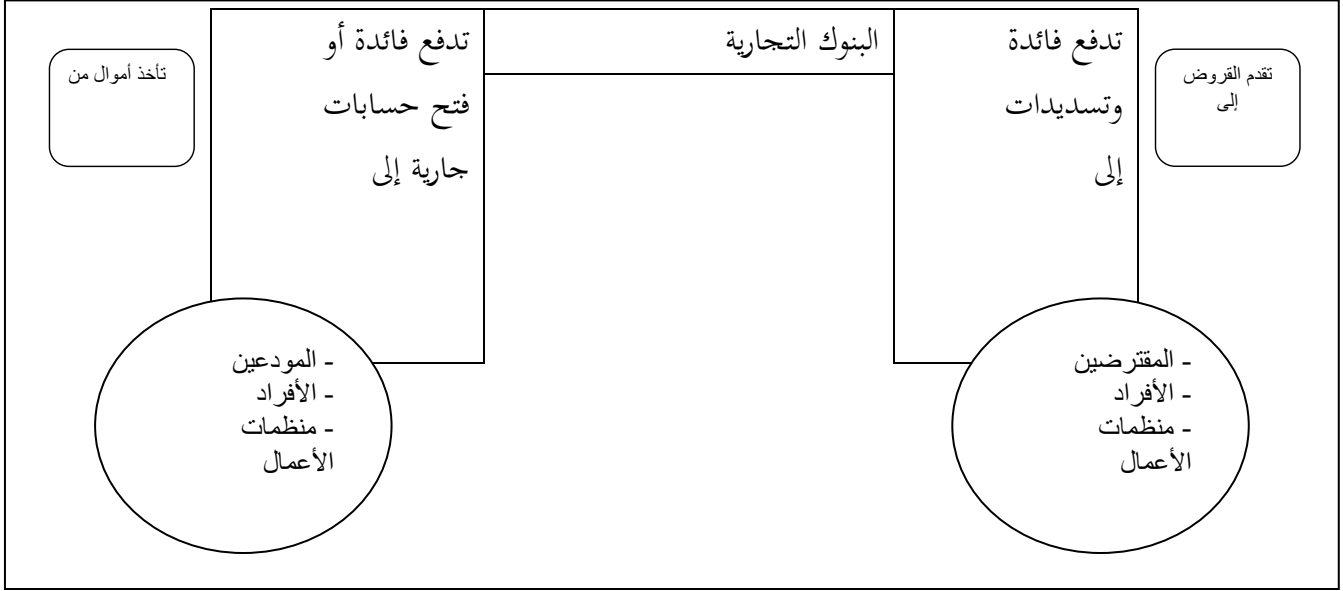 البنوك التجارية
تقدم القروض
إلى
تدفع فائدة
وتسديدات
إلى
- المقترضين
- الأفراد
- منظمات
الأعمال
تدفع فائدة أو
فتح حسابات
جارية إلى
تأخذ أموال من
- المودعين
- الأفراد
- منظمات
الأعمال